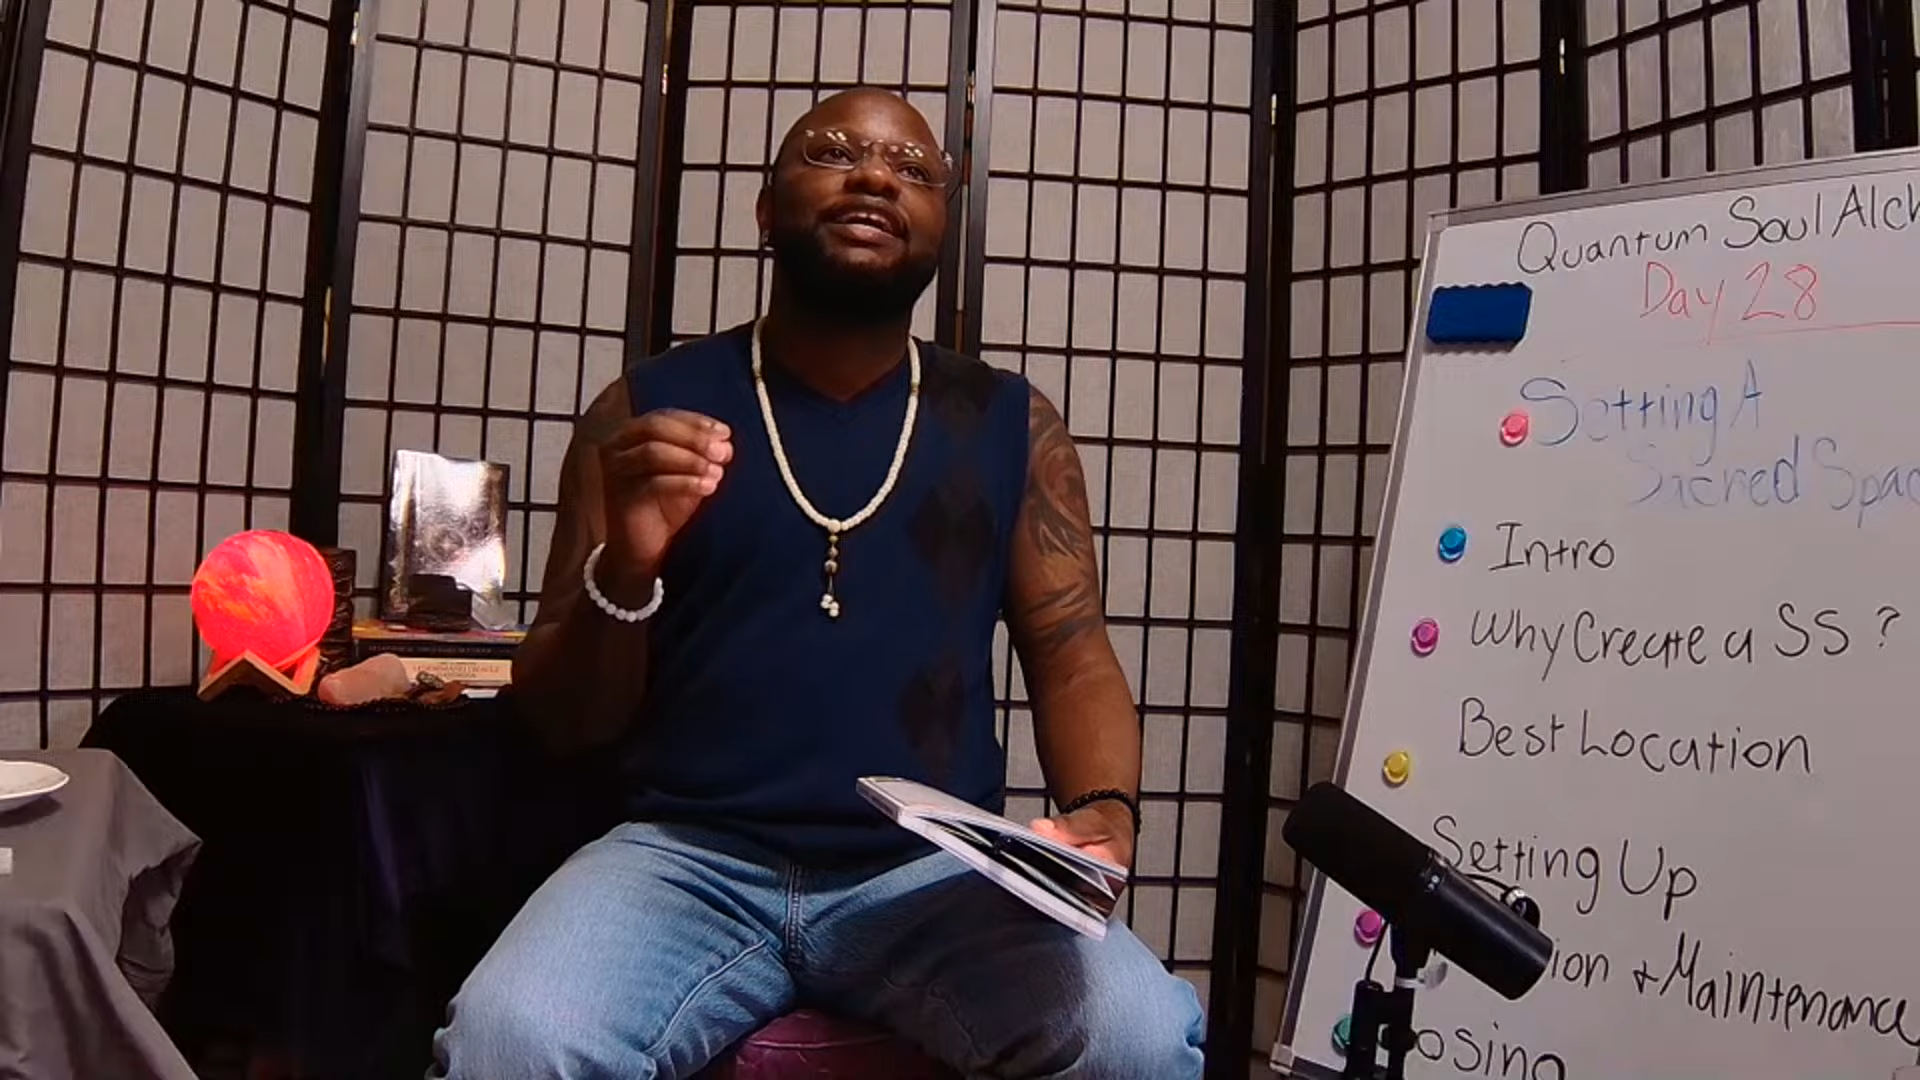 Quantum Soul Alch
Day 28
Setting A
Sacred Spac
Intro
Why Create a SS ?
Best Location
Setting Up
ion & Maintenance
osing